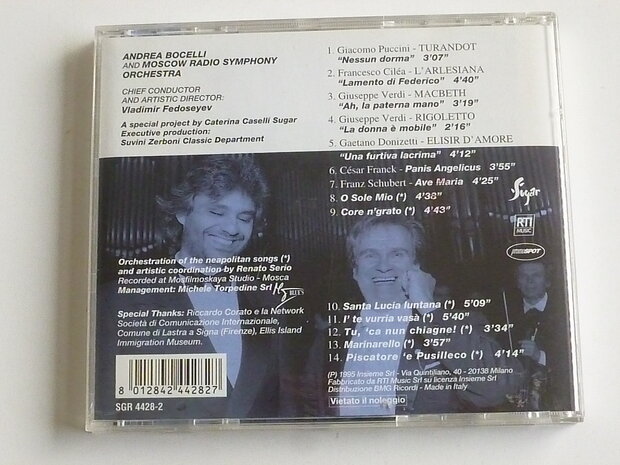 ANDREA BOCELLI
AND MOSCOW RADIO SYMPHONY
ORCHESTRA
CHIEF CONDUCTOR
AND ARTISTIC DIRECTOR:
Vladimir Fedoseyev
A special project by Caterina Caselli Sugar
Executive production:
Suvini Zerboni Classic Department
1. Giacomo Puccini - TURANDOT
"Nessun dorma" 3'07"
2. Francesco Ciléa - L'ARLESIANA
"Lamento di Federico" 4'40"
3. Giuseppe Verdi - MACBETH
"Ah, la paterna mano" 3'19"
4. Giuseppe Verdi - RIGOLETTO
"La donna è mobile" 2'16"
5. Gaetano Donizetti - ELISIR D'AMORE
"Una furtiva lacrima" 4'12"
6. César Franck - Panis Angelicus 3'55"
7. Franz Schubert - Ave Maria 4'25"
8. O Sole Mio (*) 4'38"
9. Core n'grato (*) 4'43"
Sugar
RTI
MUSIC
Orchestration of the neapolitan songs (*)
and artistic coordination by Renato Serio
Recorded at Mosfilmoskaya Studio - Mosca
Management: Michele Torpedine Srl
BLUE'S
Special Thanks: Riccardo Corato e la Network
Società di Comunicazione Internazionale,
Comune di Lastra a Signa (Firenze), Ellis Island
Immigration Museum.
10. Santa Lucia luntana (*) 5'09"
11. I' te vurria vasà (*) 5'40"
12. Tu, 'ca nun chiagne! (*) 3'34"
13. Marinarello (*) 3'57"
14. Piscatore 'e Pusilleco (*) 4'14"
(P) 1995 Insieme Srl - Via Quintiliano, 40 - 20138 Milano
Fabbricato da RTI Music Srl su licenza Insieme Srl
Distribuzione BMG Ricordi - Made in Italy
Vietato il noleggio
8 012842 442827
SGR 4428-2